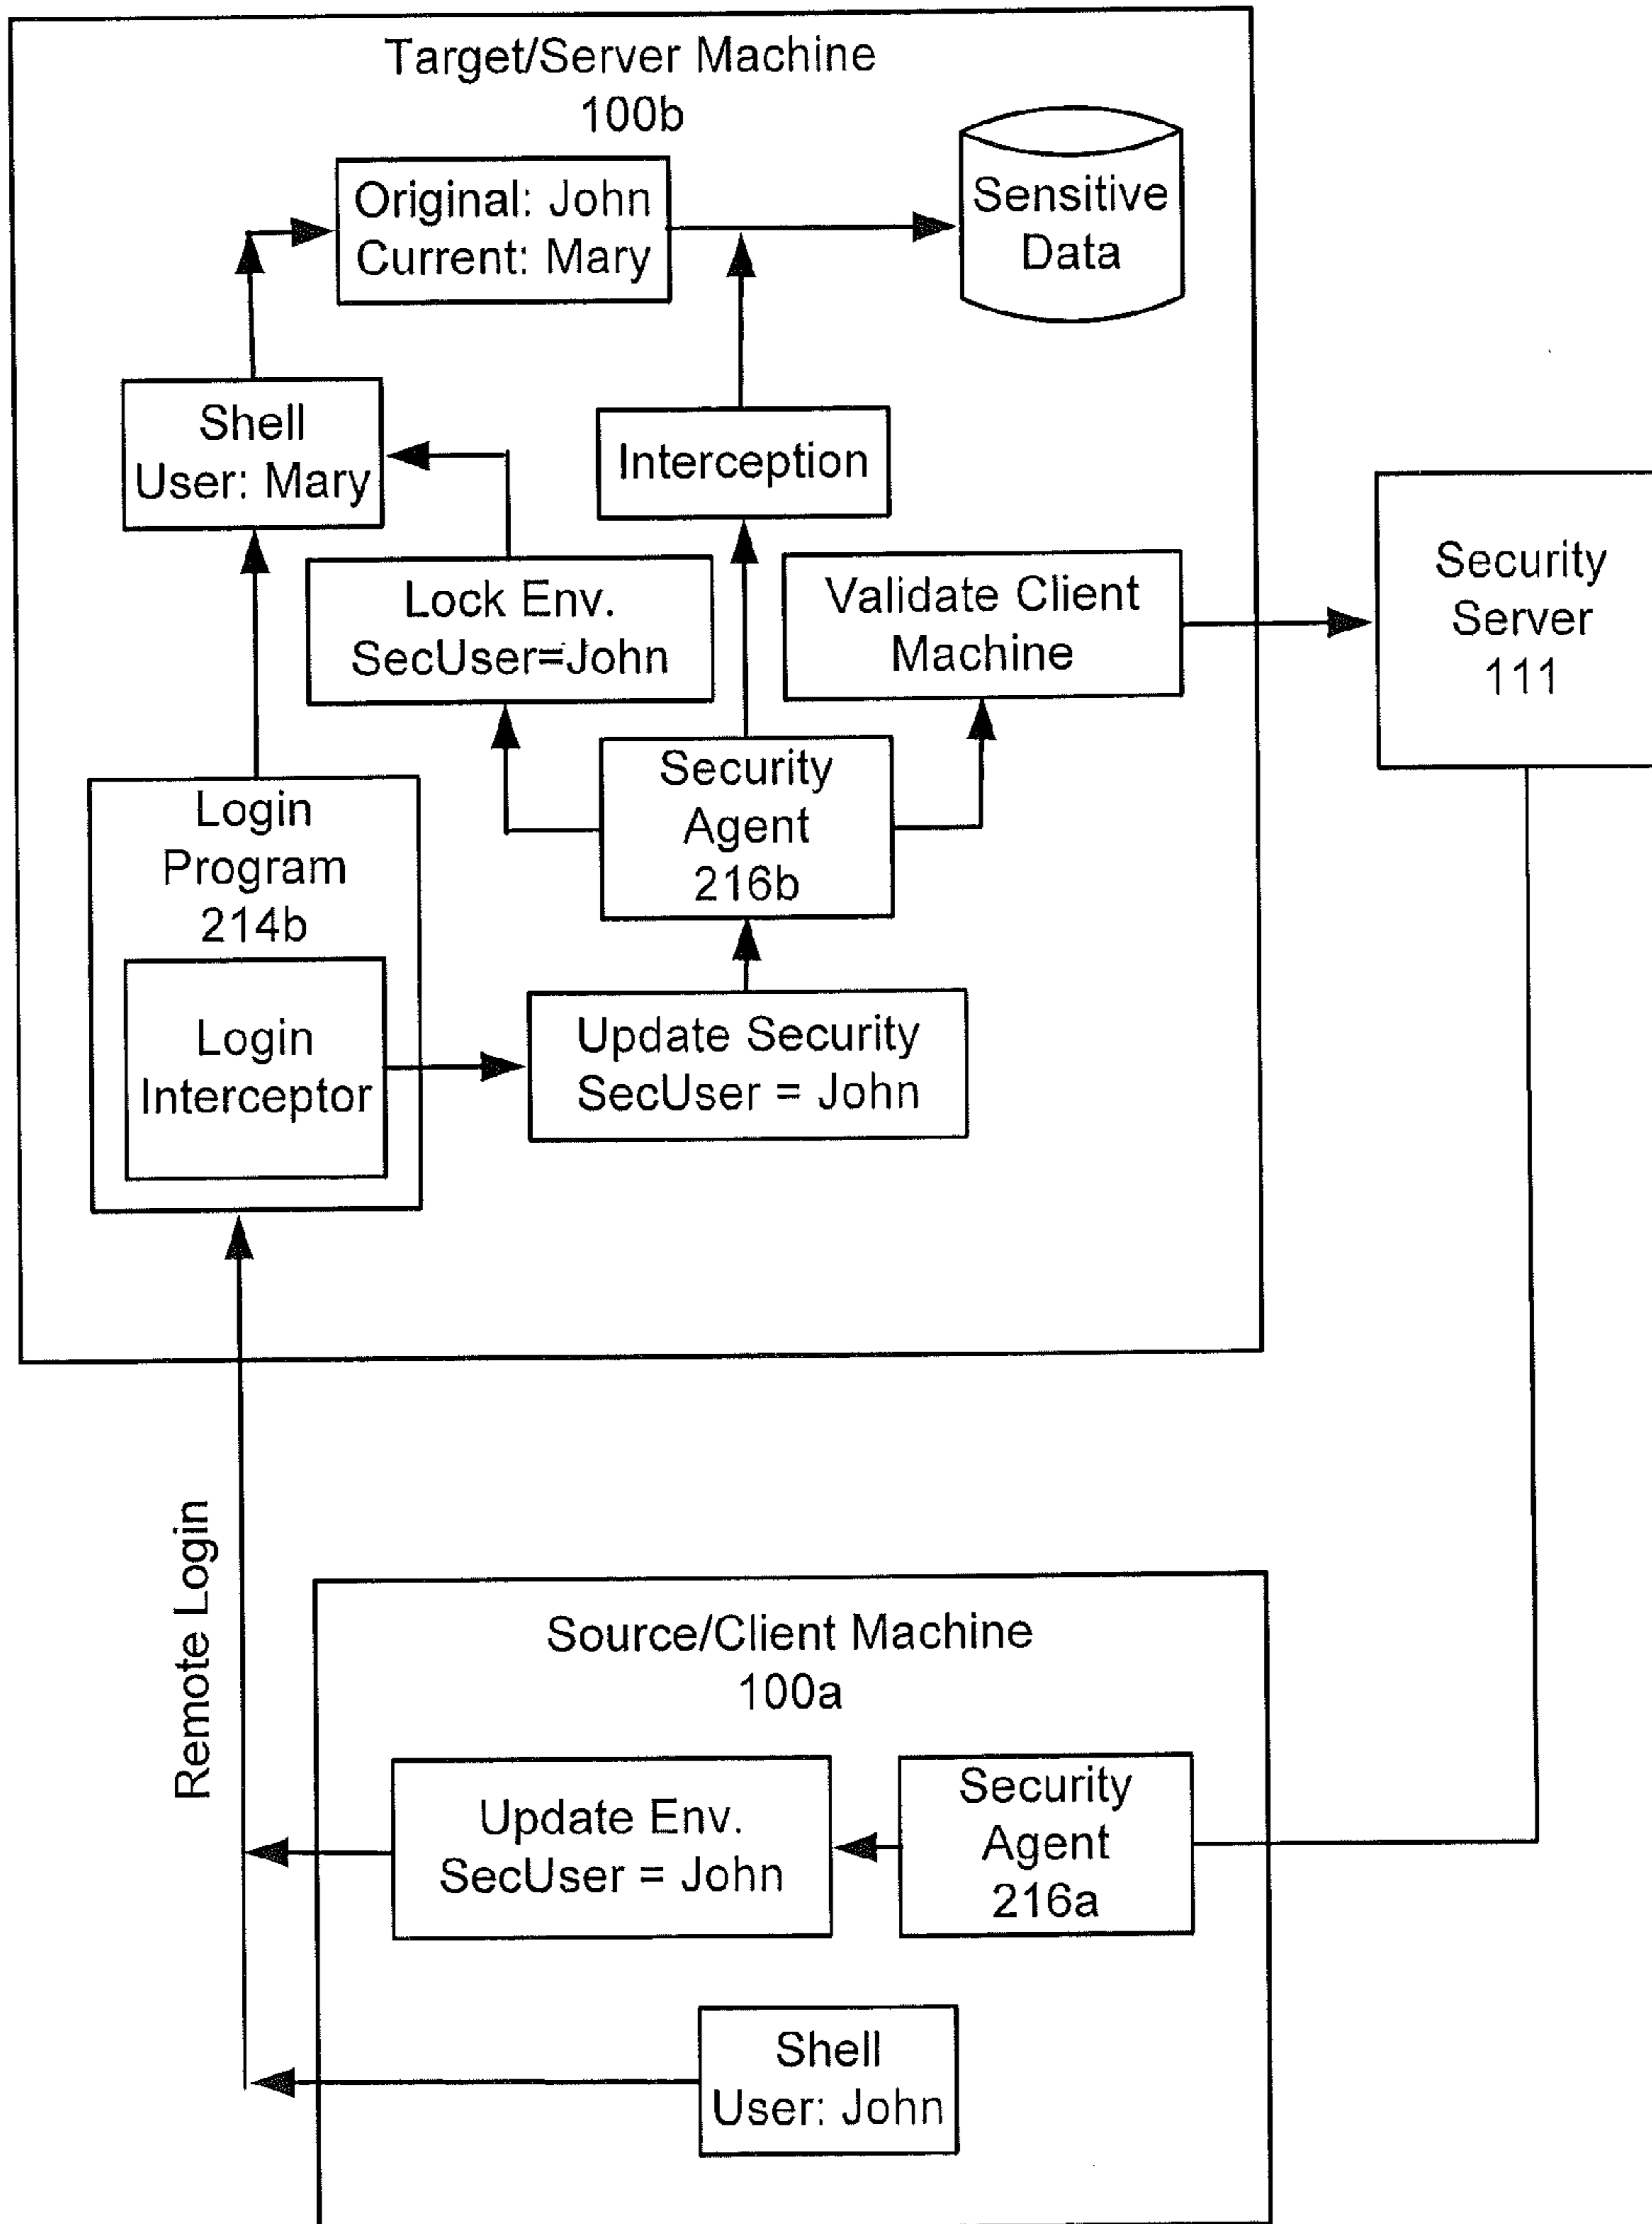 Target/Server Machine
100b
Original: John
Current: Mary
Sensitive
Data
Shell
User: Mary
Interception
Lock Env.
SecUser=John
Validate Client
Machine
Security
Server
111
Security
Agent
216b
Login
Program
214b
Login
Interceptor
Update Security
SecUser = John
Remote Login
Source/Client Machine
100a
Update Env.
SecUser = John
Security
Agent
216a
Shell
User: John